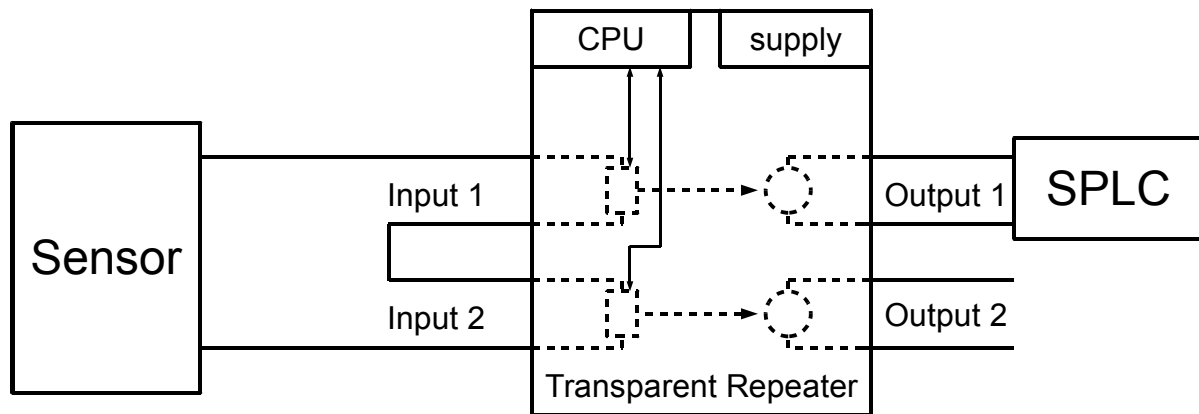 CPU
supply
Input 1
Output 1
SPLC
Sensor
Input 2
Output 2
Transparent Repeater